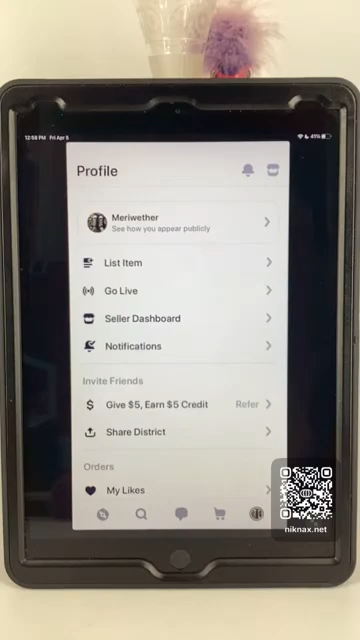 12:58 PM Fri Apr 5
41%
Profile
Meriwether
See how you appear publicly
List Item
Go Live
Seller Dashboard
Notifications
Invite Friends
$ Give $5, Earn $5 Credit Refer
Share District
Orders
My Likes
niknax.net